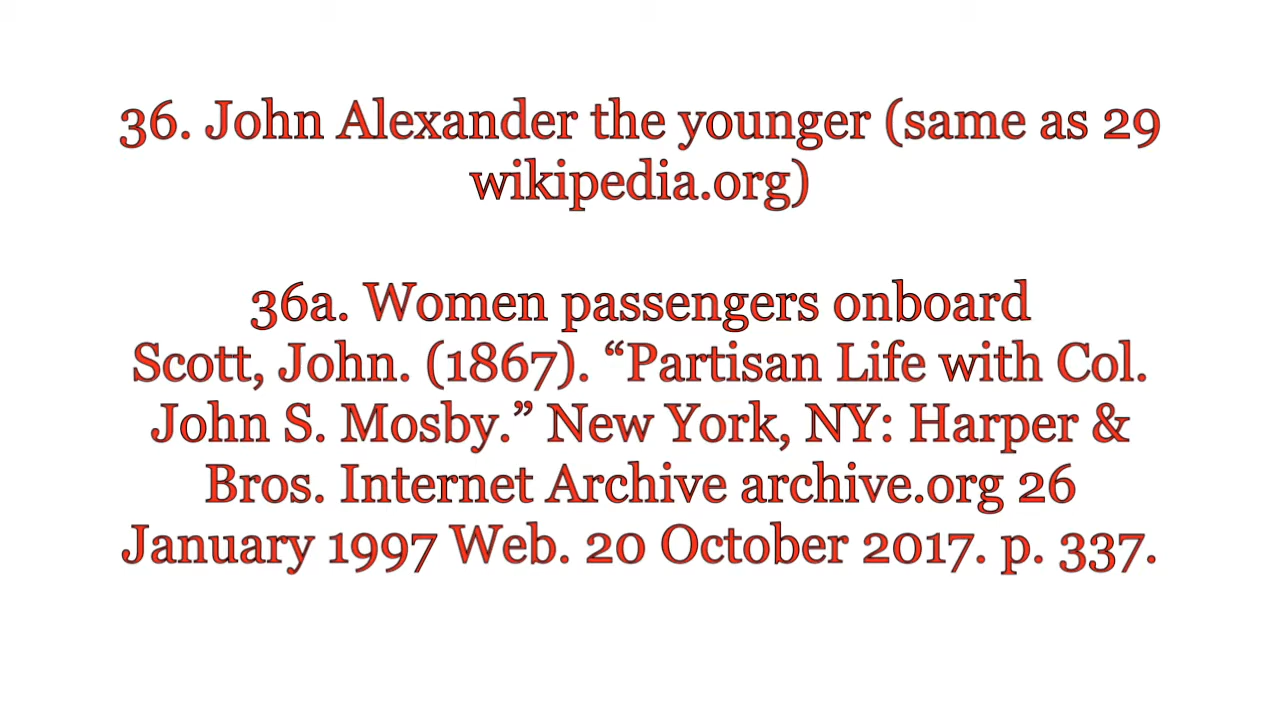 36. John Alexander the younger (same as 29
wikipedia.org)
36a. Women passengers onboard
Scott, John. (1867). “Partisan Life with Col.
John S. Mosby.” New York, NY: Harper &
Bros. Internet Archive archive.org 26
January 1997 Web. 20 October 2017. p. 337.